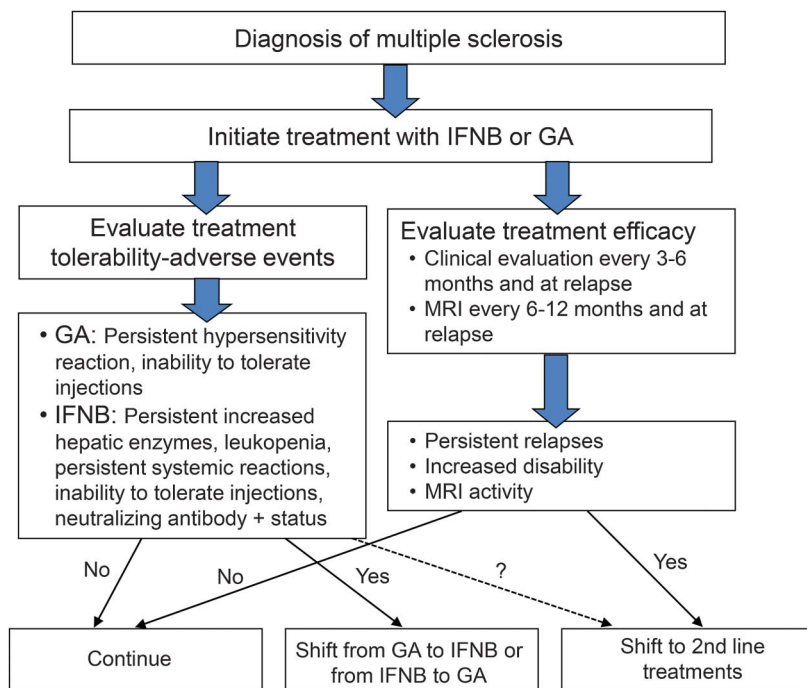 Diagnosis of multiple sclerosis
Initiate treatment with IFNB or GA
Evaluate treatment
tolerability-adverse events
Evaluate treatment efficacy
• Clinical evaluation every 3-6
months and at relapse
• MRI every 6-12 months and at
relapse
• GA: Persistent hypersensitivity
reaction, inability to tolerate
injections
• IFNB: Persistent increased
hepatic enzymes, leukopenia,
persistent systemic reactions,
inability to tolerate injections,
neutralizing antibody + status
• Persistent relapses
• Increased disability
• MRI activity
No
Yes
No
?
Yes
Continue
Shift from GA to IFNB or
from IFNB to GA
Shift to 2nd line
treatments